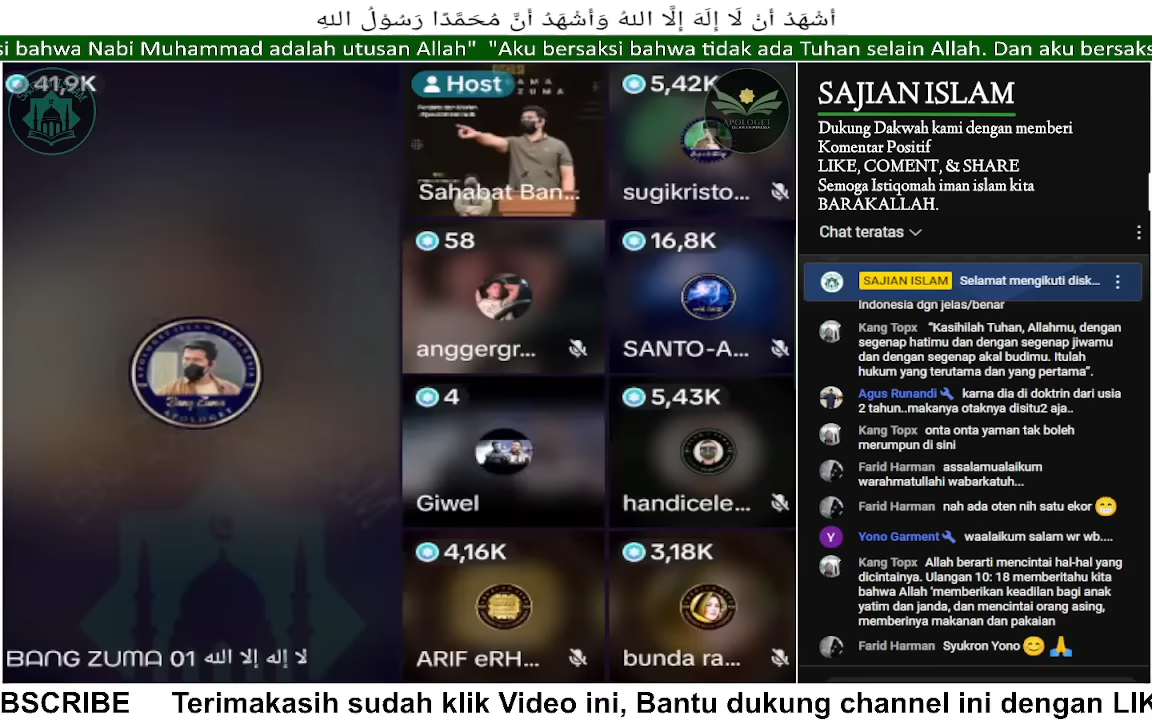 أشْهَدُ أنْ لَا إلَهَ إلَّا اللهُ وَأشْهَدُ أنَّ مُحَمَّدًا رَسُوْلُ اللهِ
si bahwa Nabi Muhammad adalah utusan Allah" "Aku bersaksi bahwa tidak ada Tuhan selain Allah. Dan aku bersaks
41,9K
Host
Sahabat Ban...
5,42K
APOLOGET
sugikristo...
58
anggergr...
16,8K
SANTO-A...
4
Giwel
5,43K
handicele...
4,16K
ARIF eRH...
3,18K
bunda ra...
Bang Zuma
APOLOGET
BANG ZUMA 01 لا إله إلا الله
SAJIAN ISLAM
Dukung Dakwah kami dengan memberi
Komentar Positif
LIKE, COMENT, & SHARE
Semoga Istiqomah iman islam kita
BARAKALLAH.
Chat teratas
SAJIAN ISLAM Selamat mengikuti disk...
Indonesia dgn jelas/benar
Kang Topx "Kasihilah Tuhan, Allahmu, dengan
segenap hatimu dan dengan segenap jiwamu
dan dengan segenap akal budimu. Itulah
hukum yang terutama dan yang pertama".
Agus Runandi karna dia di doktrin dari usia
2 tahun..makanya otaknya disitu2 aja..
Kang Topx onta onta yaman tak boleh
merumpun di sini
Farid Harman assalamualaikum
warahmatullahi wabarkatuh...
Farid Harman nah ada oten nih satu ekor 😁
Y Yono Garment waalaikum salam wr wb....
Kang Topx Allah berarti mencintai hal-hal yang
dicintainya. Ulangan 10: 18 memberitahu kita
bahwa Allah 'memberikan keadilan bagi anak
yatim dan janda, dan mencintai orang asing,
memberinya makanan dan pakaian
Farid Harman Syukron Yono 😊 🙏
BSCRIBE Terimakasih sudah klik Video ini, Bantu dukung channel ini dengan LIK